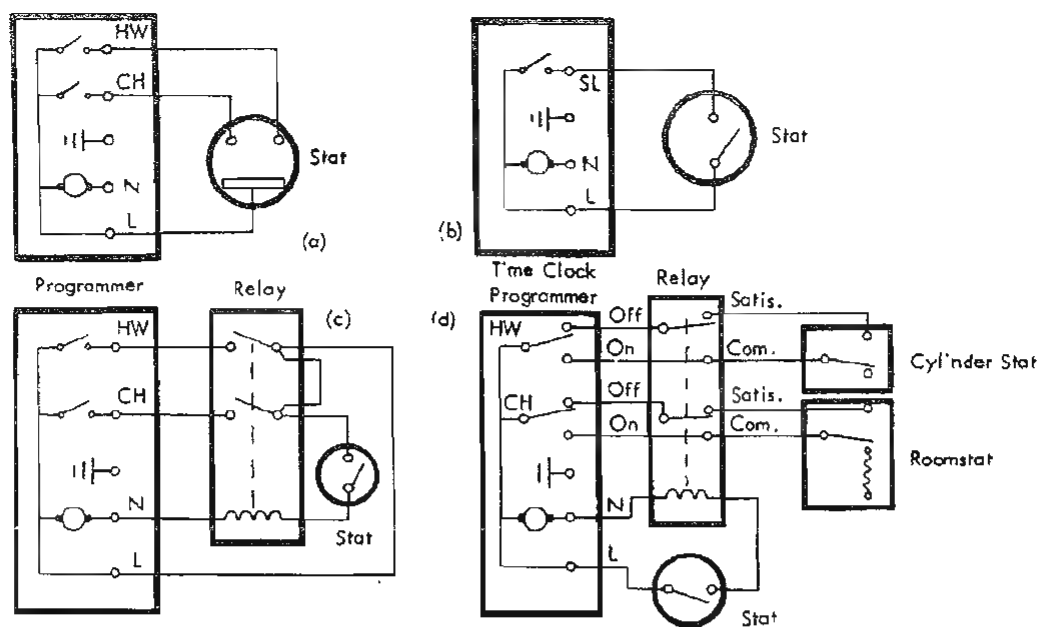 HW
CH
N
L
Stat
(a)
SL
N
L
Stat
(b)
Time Clock
Programmer
Relay
(c)
HW
CH
N
L
Stat
(d)
Programmer
Relay
HW
Off
On
CH
Off
On
N
L
Satis.
Com.
Satis.
Com.
Cylinder Stat
Roomstat
Stat